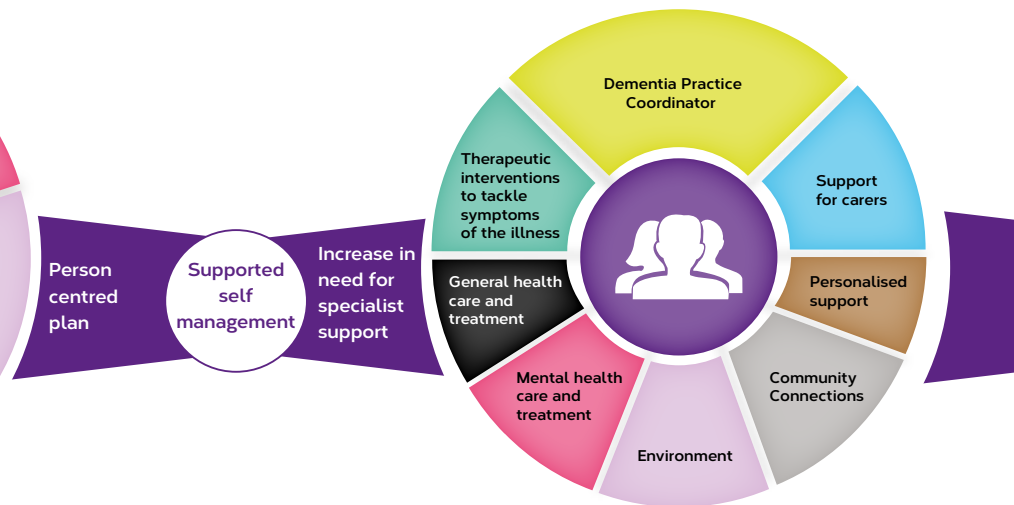 Person
centred
plan
Supported
self
management
Increase in
need for
specialist
support
Dementia Practice
Coordinator
Support
for carers
Personalised
support
Community
Connections
Environment
Mental health
care and
treatment
General health
care and
treatment
Therapeutic
interventions
to tackle
symptoms
of the illness